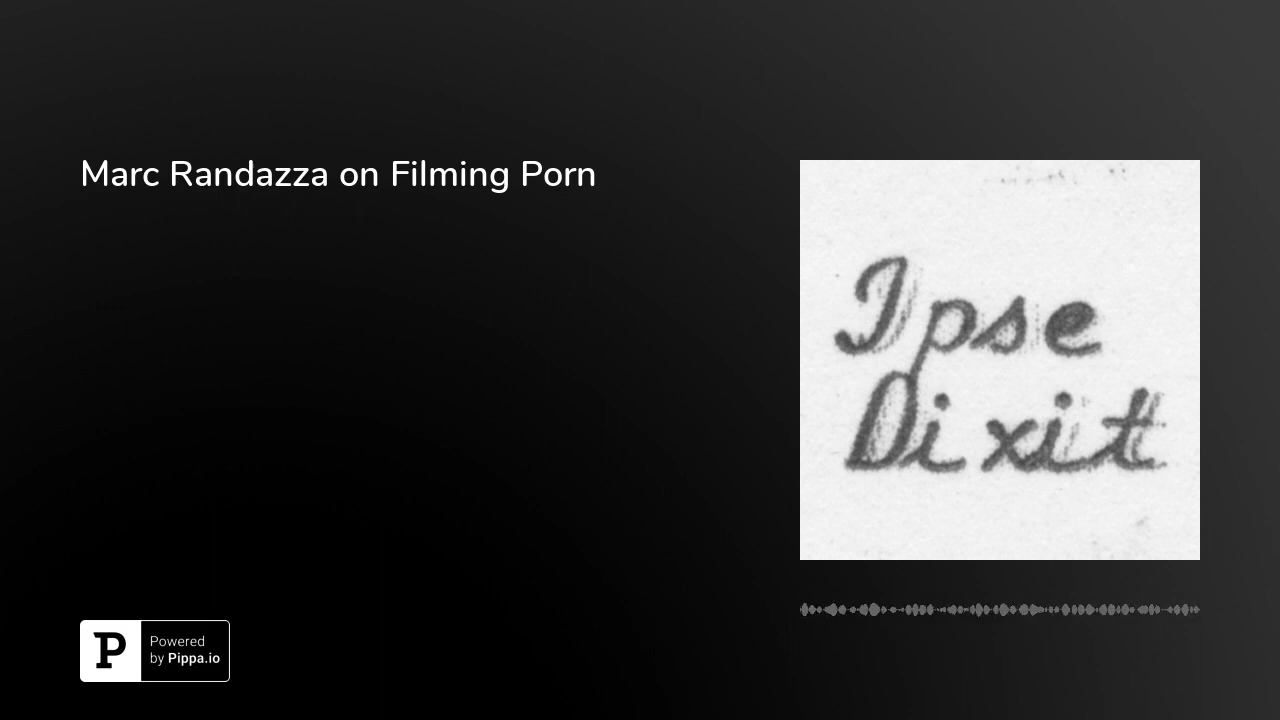 Marc Randazza on Filming Porn
Ipse
Dixit
P
Powered
by Pippa.io